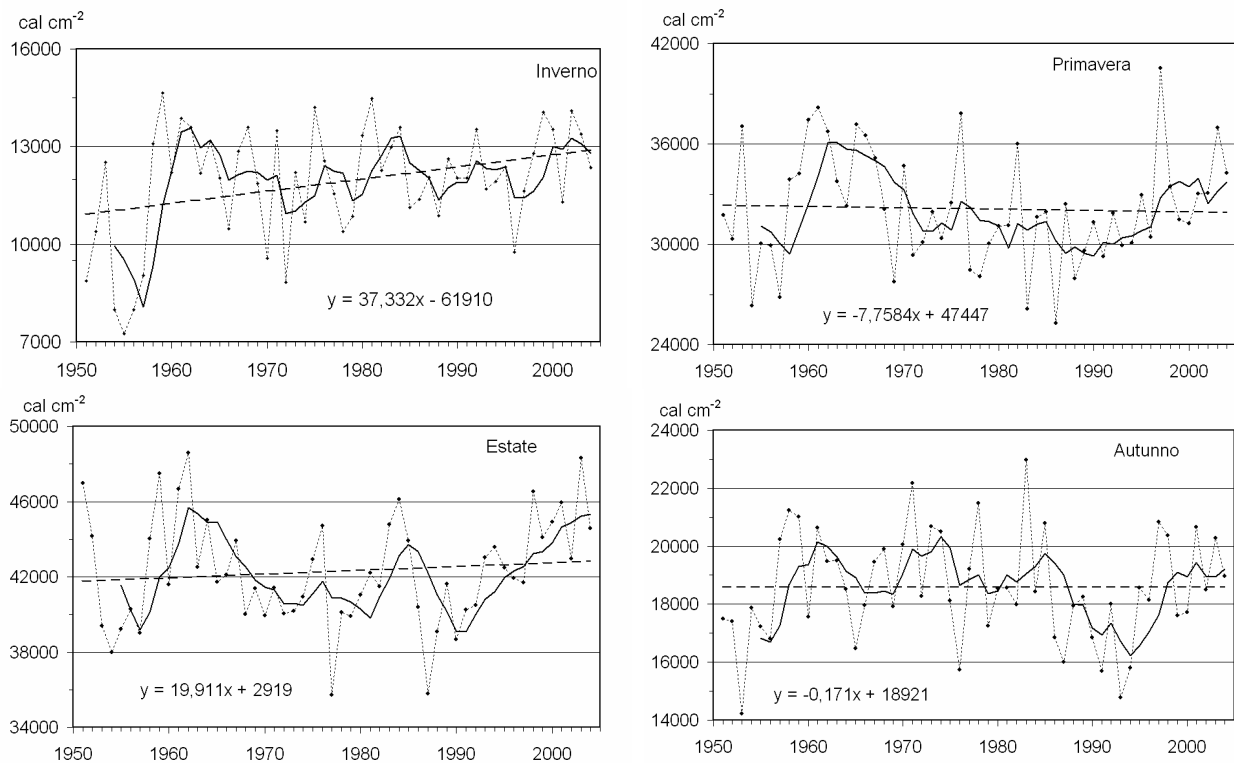 cal cm⁻²
16000
13000
10000
7000
Inverno
y = 37,332x - 61910
1950 1960 1970 1980 1990 2000
cal cm⁻²
42000
36000
30000
24000
Primavera
y = -7,7584x + 47447
1950 1960 1970 1980 1990 2000
cal cm⁻²
50000
46000
42000
38000
34000
Estate
y = 19,911x + 2919
1950 1960 1970 1980 1990 2000
cal cm⁻²
24000
22000
20000
18000
16000
14000
Autunno
y = -0,171x + 18921
1950 1960 1970 1980 1990 2000